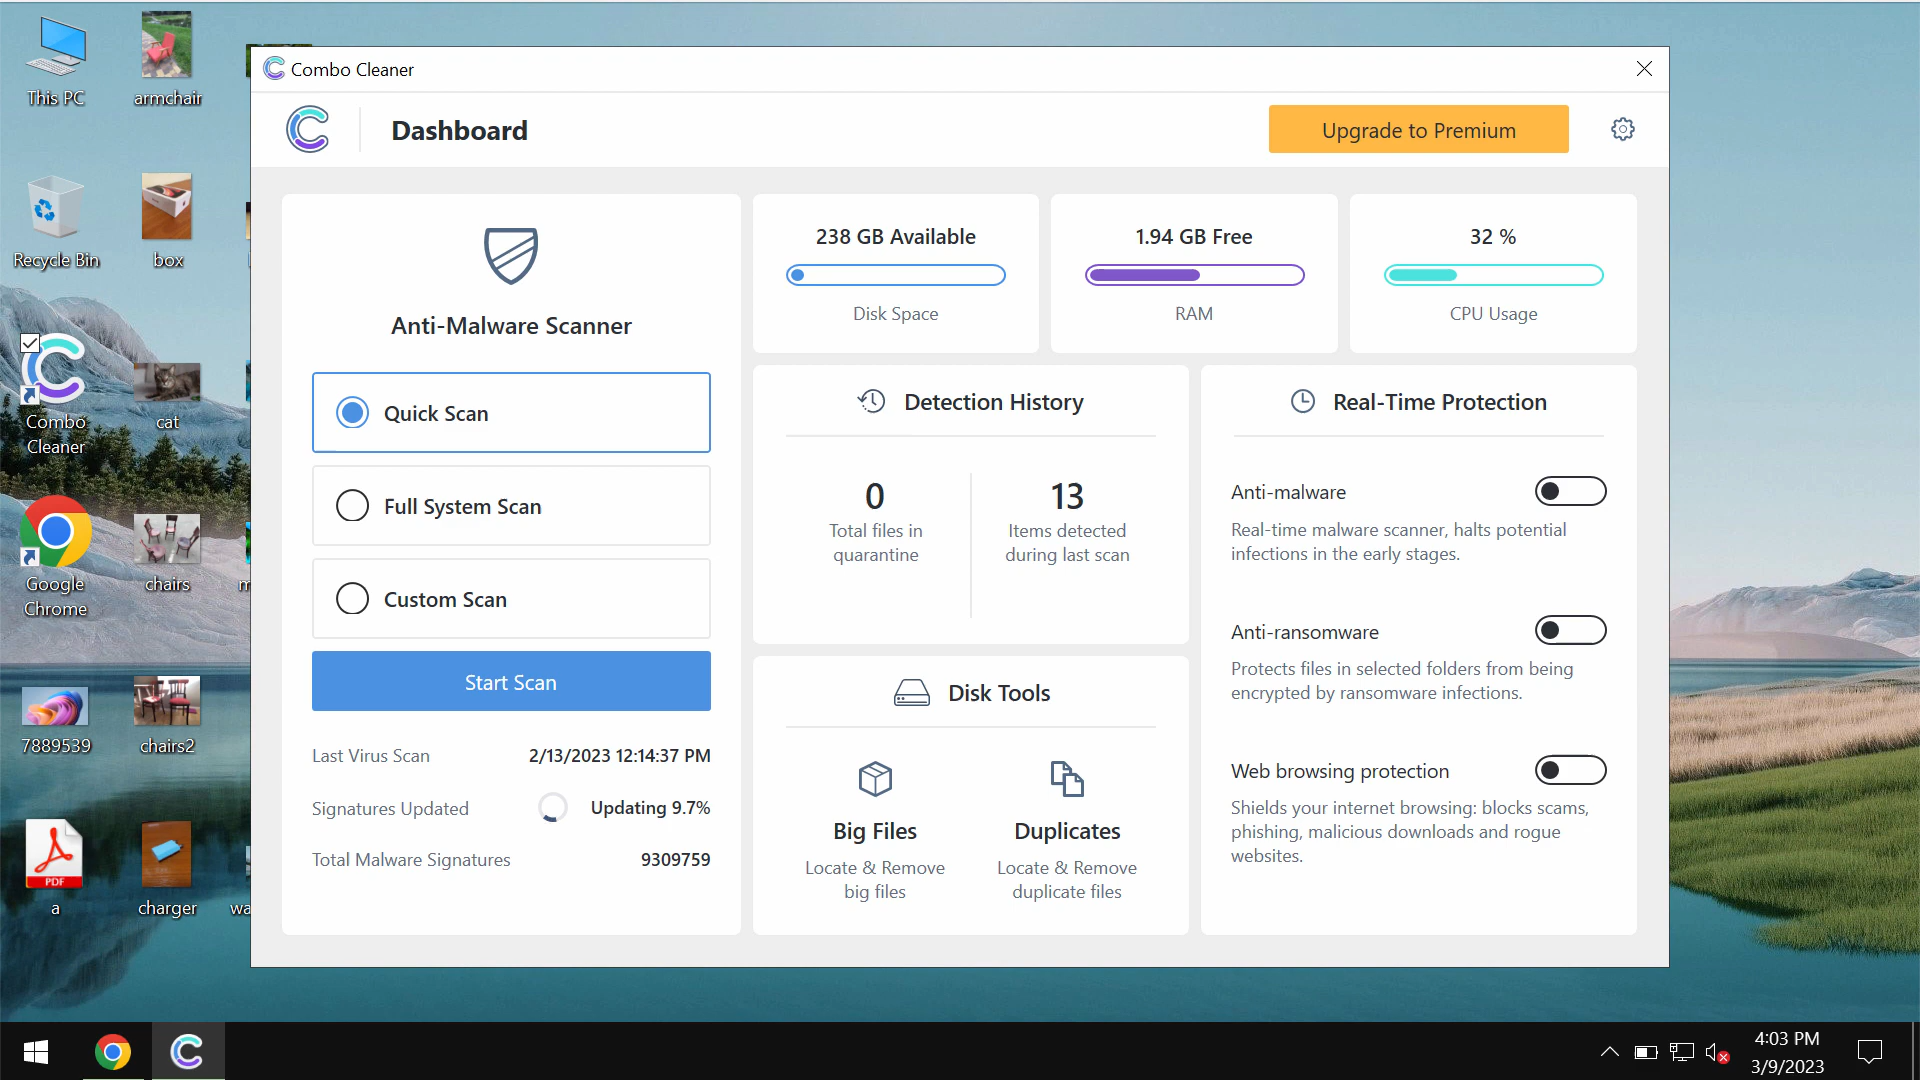 This PC
armchair
Recycle Bin
box
Combo
Cleaner
cat
Google
Chrome
chairs
7889539
chairs2
PDF
a
charger
wa
Combo Cleaner
Dashboard
Upgrade to Premium
Anti-Malware Scanner
Quick Scan
Full System Scan
Custom Scan
Start Scan
Last Virus Scan 2/13/2023 12:14:37 PM
Signatures Updated Updating 9.7%
Total Malware Signatures 9309759
238 GB Available
Disk Space
1.94 GB Free
RAM
32 %
CPU Usage
Detection History
0
Total files in
quarantine
13
Items detected
during last scan
Disk Tools
Big Files
Locate & Remove
big files
Duplicates
Locate & Remove
duplicate files
Real-Time Protection
Anti-malware
Real-time malware scanner, halts potential
infections in the early stages.
Anti-ransomware
Protects files in selected folders from being
encrypted by ransomware infections.
Web browsing protection
Shields your internet browsing: blocks scams,
phishing, malicious downloads and rogue
websites.
4:03 PM
3/9/2023